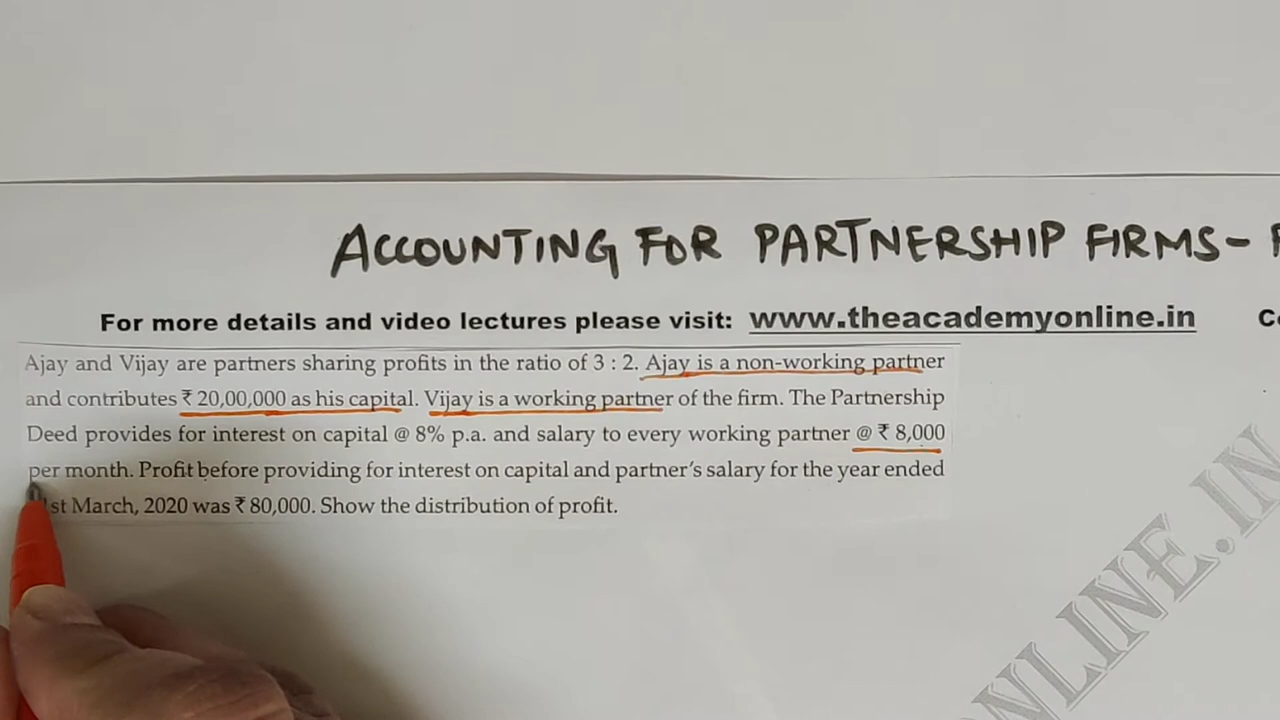 ACCOUNTING FOR PARTNERSHIP FIRMS-
For more details and video lectures please visit: www.theacademyonline.in
Ajay and Vijay are partners sharing profits in the ratio of 3 : 2. Ajay is a non-working partner
and contributes ₹ 20,00,000 as his capital. Vijay is a working partner of the firm. The Partnership
Deed provides for interest on capital @ 8% p.a. and salary to every working partner @ ₹ 8,000
per month. Profit before providing for interest on capital and partner's salary for the year ended
st March, 2020 was ₹ 80,000. Show the distribution of profit.
ONLINE.IN